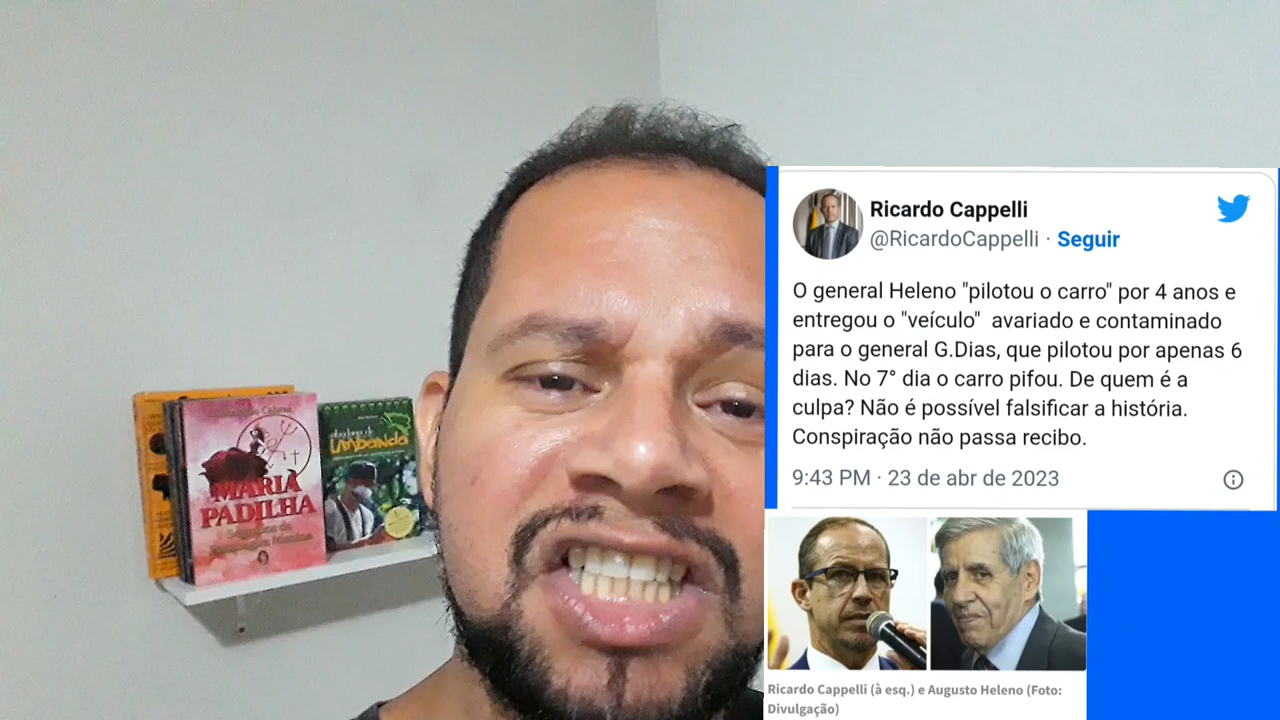 Ricardo Cappelli
@RicardoCappelli · Seguir
O general Heleno "pilotou o carro" por 4 anos e
entregou o "veículo"  avariado e contaminado
para o general G.Dias, que pilotou por apenas 6
dias. No 7° dia o carro pifou. De quem é a
culpa? Não é possível falsificar a história.
Conspiração não passa recibo.
9:43 PM · 23 de abr de 2023
Ricardo Cappelli (à esq.) e Augusto Heleno (Foto:
Divulgação)
MARIA
PADILHA
Umbanda